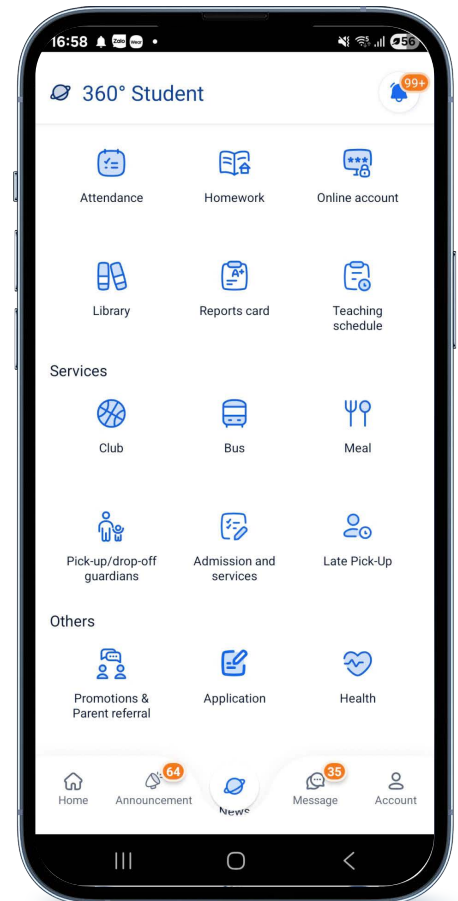 16:58
Zalo
56
360° Student
99+
Attendance
Homework
Online account
Library
A+
Reports card
Teaching
schedule
Services
Club
Bus
Meal
Pick-up/drop-off
guardians
Admission and
services
Late Pick-Up
Others
Promotions &
Parent referral
Application
Health
64
35
Home
Announcement
News
Message
Account